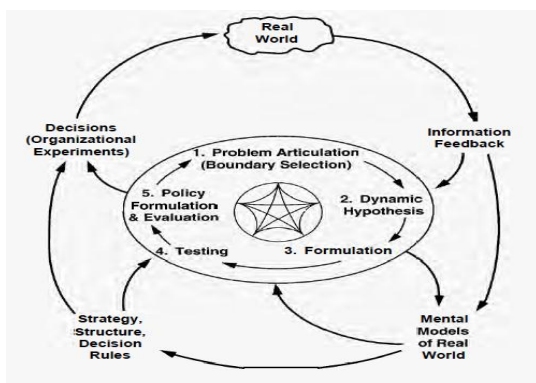 Real
World
Decisions
(Organizational
Experiments)
Information
Feedback
1. Problem Articulation
(Boundary Selection)
2. Dynamic
Hypothesis
3. Formulation
4. Testing
5. Policy
Formulation
& Evaluation
Strategy,
Structure,
Decision
Rules
Mental
Models
of Real
World